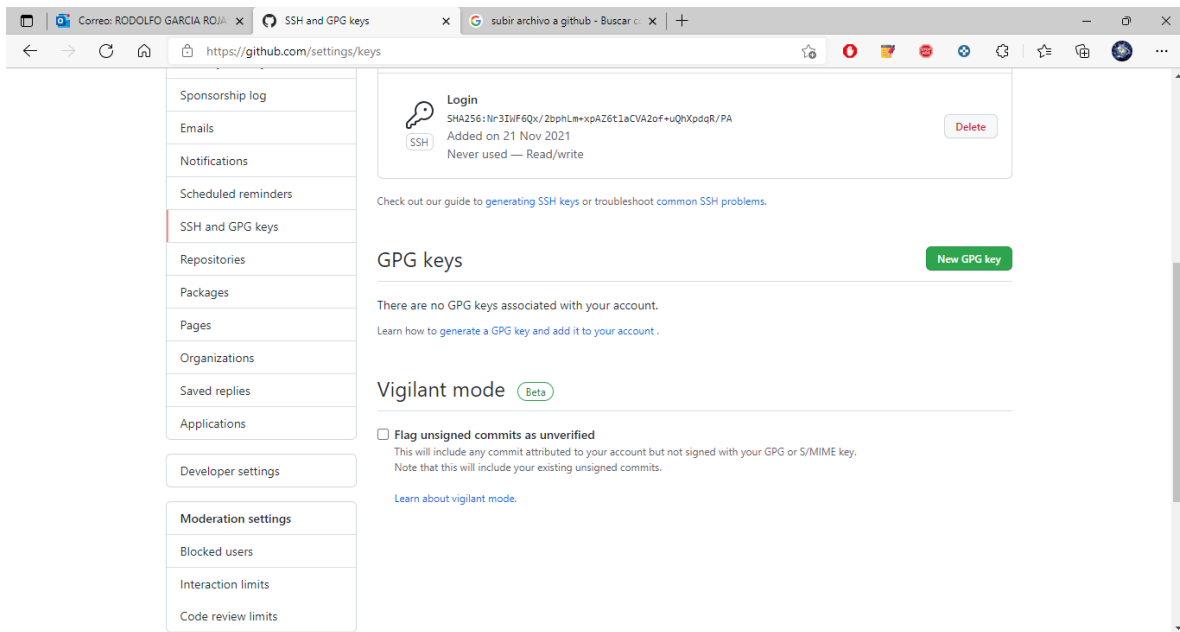 Correo: RODOLFO GARCIA ROJA
SSH and GPG keys
subir archivo a github - Buscar c
https://github.com/settings/keys
Sponsorship log
Emails
Notifications
Scheduled reminders
SSH and GPG keys
Repositories
Packages
Pages
Organizations
Saved replies
Applications
Developer settings
Moderation settings
Blocked users
Interaction limits
Code review limits
Login
SHA256:Nr3IWF6Qx/2bphLm+xpAZ6tlaCVA2of+uQhXpdqR/PA
SSH
Added on 21 Nov 2021
Never used — Read/write
Delete
Check out our guide to generating SSH keys or troubleshoot common SSH problems.
GPG keys
New GPG key
There are no GPG keys associated with your account.
Learn how to generate a GPG key and add it to your account .
Vigilant mode Beta
Flag unsigned commits as unverified
This will include any commit attributed to your account but not signed with your GPG or S/MIME key.
Note that this will include your existing unsigned commits.
Learn about vigilant mode.